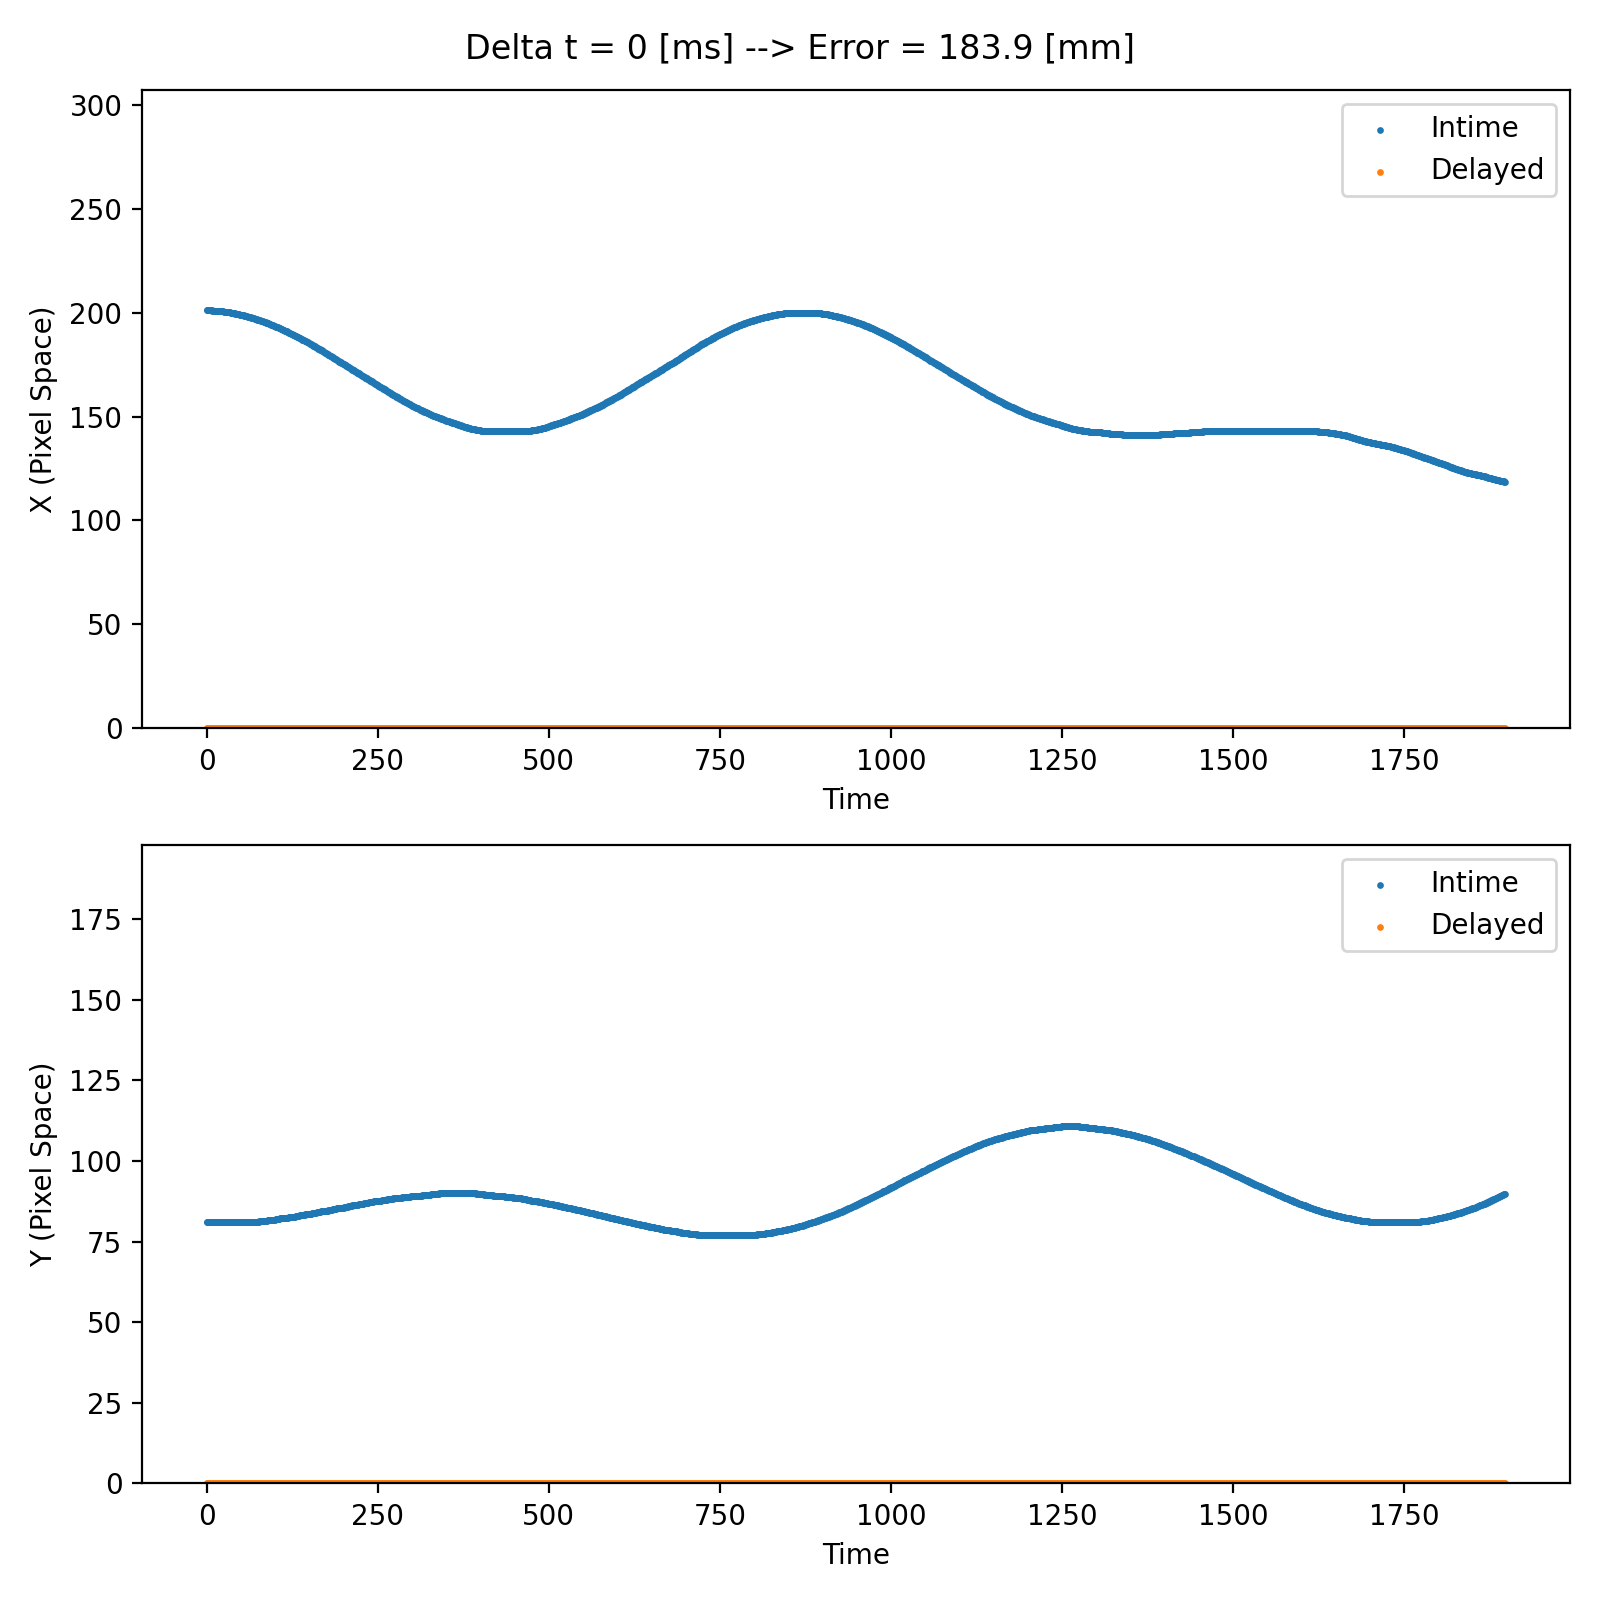 Delta t = 0 [ms] --> Error = 183.9 [mm]
300
250
200
150
100
50
0
X (Pixel Space)
Intime
Delayed
0 250 500 750 1000 1250 1500 1750
Time
175
150
125
100
75
50
25
0
Y (Pixel Space)
Intime
Delayed
0 250 500 750 1000 1250 1500 1750
Time